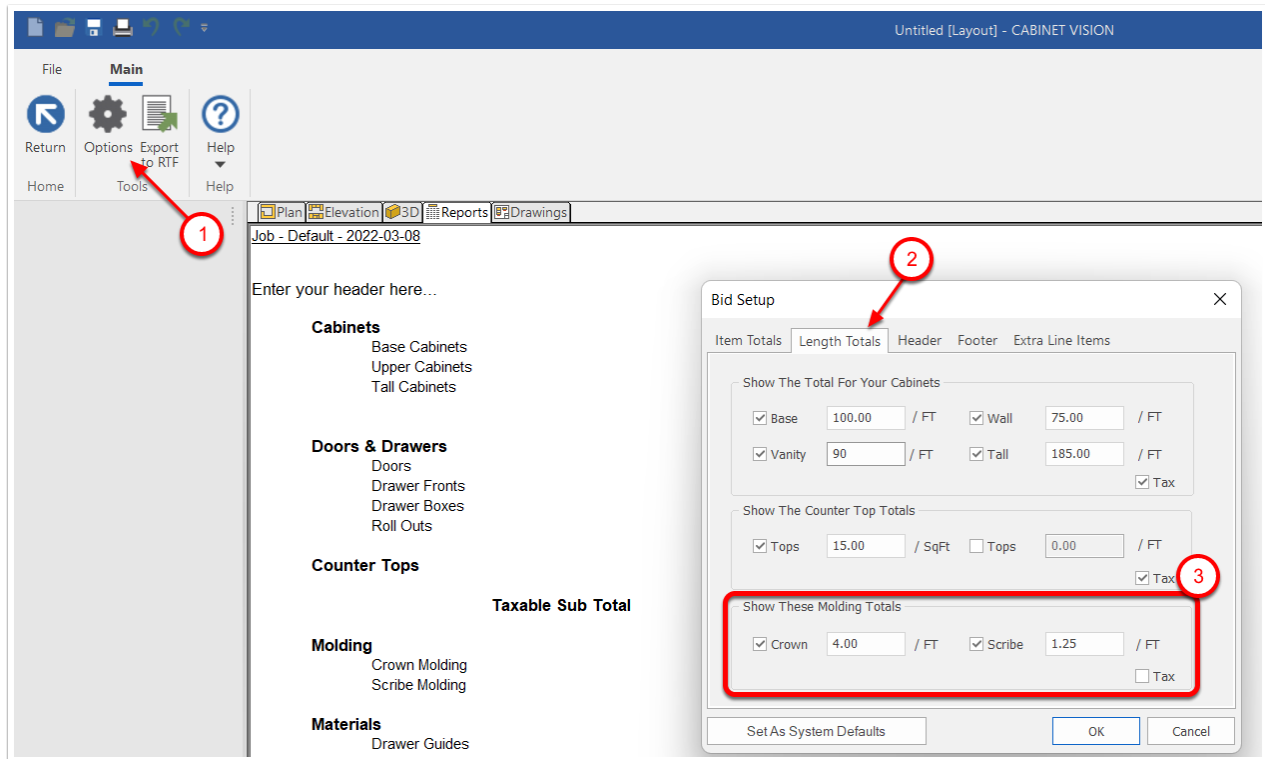 Untitled [Layout] - CABINET VISION
File Main
Return Options Export to RTF Help
Home Tools Help
1
Plan Elevation 3D Reports Drawings
Job - Default - 2022-03-08
Enter your header here...
Cabinets
Base Cabinets
Upper Cabinets
Tall Cabinets
Doors & Drawers
Doors
Drawer Fronts
Drawer Boxes
Roll Outs
Counter Tops
Taxable Sub Total
Molding
Crown Molding
Scribe Molding
Materials
Drawer Guides
2
Bid Setup
Item Totals Length Totals Header Footer Extra Line Items
Show The Total For Your Cabinets
Base 100.00 / FT Wall 75.00 / FT
Vanity 90 / FT Tall 185.00 / FT
Tax
Show The Counter Top Totals
Tops 15.00 / SqFt Tops 0.00 / FT
Tax
3
Show These Molding Totals
Crown 4.00 / FT Scribe 1.25 / FT
Tax
Set As System Defaults OK Cancel